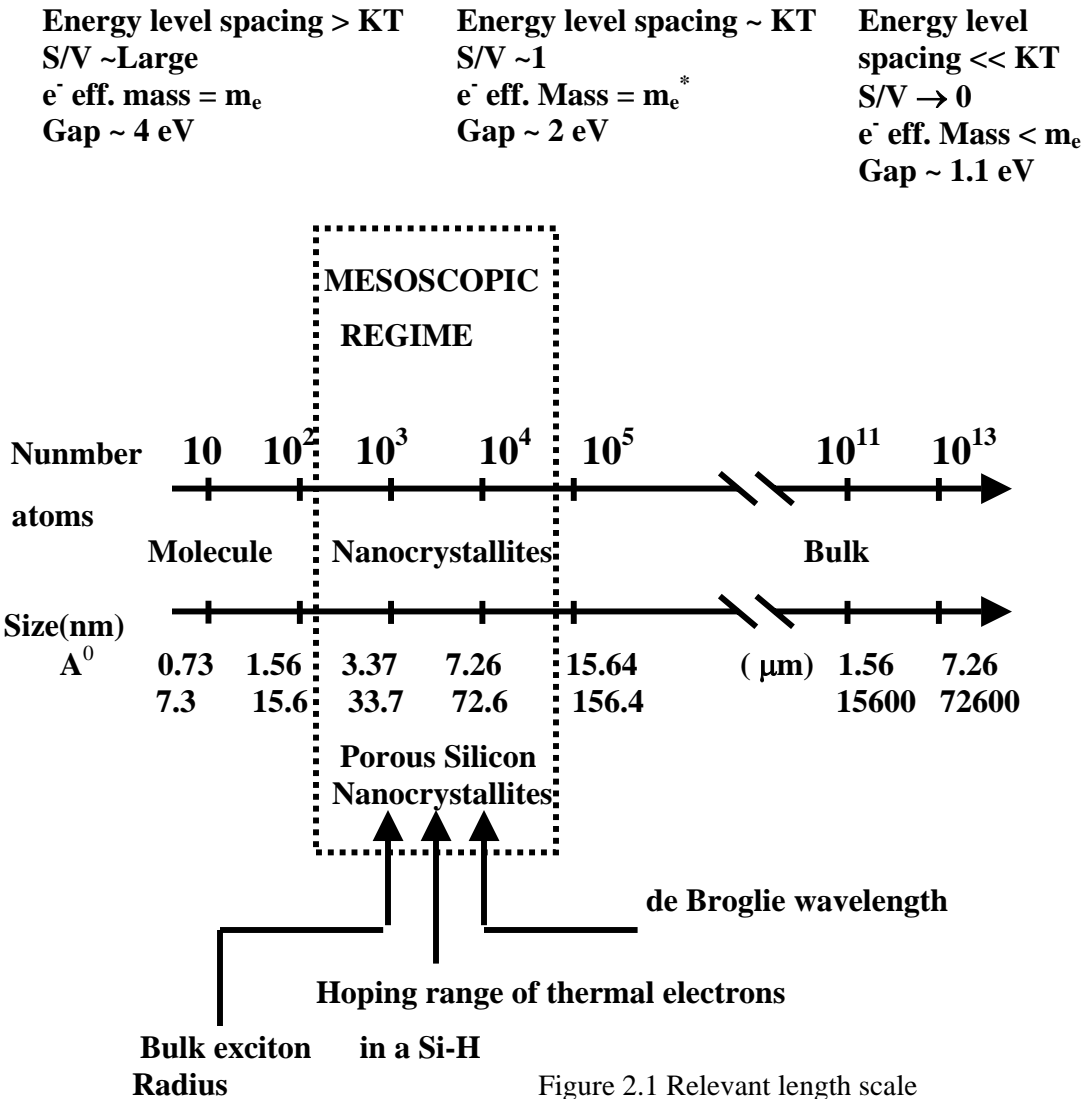 Energy level spacing > KT
S/V ~Large
e⁻ eff. mass = mₑ
Gap ~ 4 eV
Energy level spacing ~ KT
S/V ~1
e⁻ eff. Mass = mₑ*
Gap ~ 2 eV
Energy level
spacing << KT
S/V → 0
e⁻ eff. Mass < mₑ
Gap ~ 1.1 eV
MESOSCOPIC
REGIME
Nunmber 10 10² 10³ 10⁴ 10⁵ 10¹¹ 10¹³
atoms
Molecule Nanocrystallites Bulk
Size(nm)
A⁰ 0.73 1.56 3.37 7.26 15.64 ( μm) 1.56 7.26
7.3 15.6 33.7 72.6 156.4 15600 72600
Porous Silicon
Nanocrystallites
de Broglie wavelength
Hoping range of thermal electrons
in a Si-H
Bulk exciton
Radius
Figure 2.1 Relevant length scale